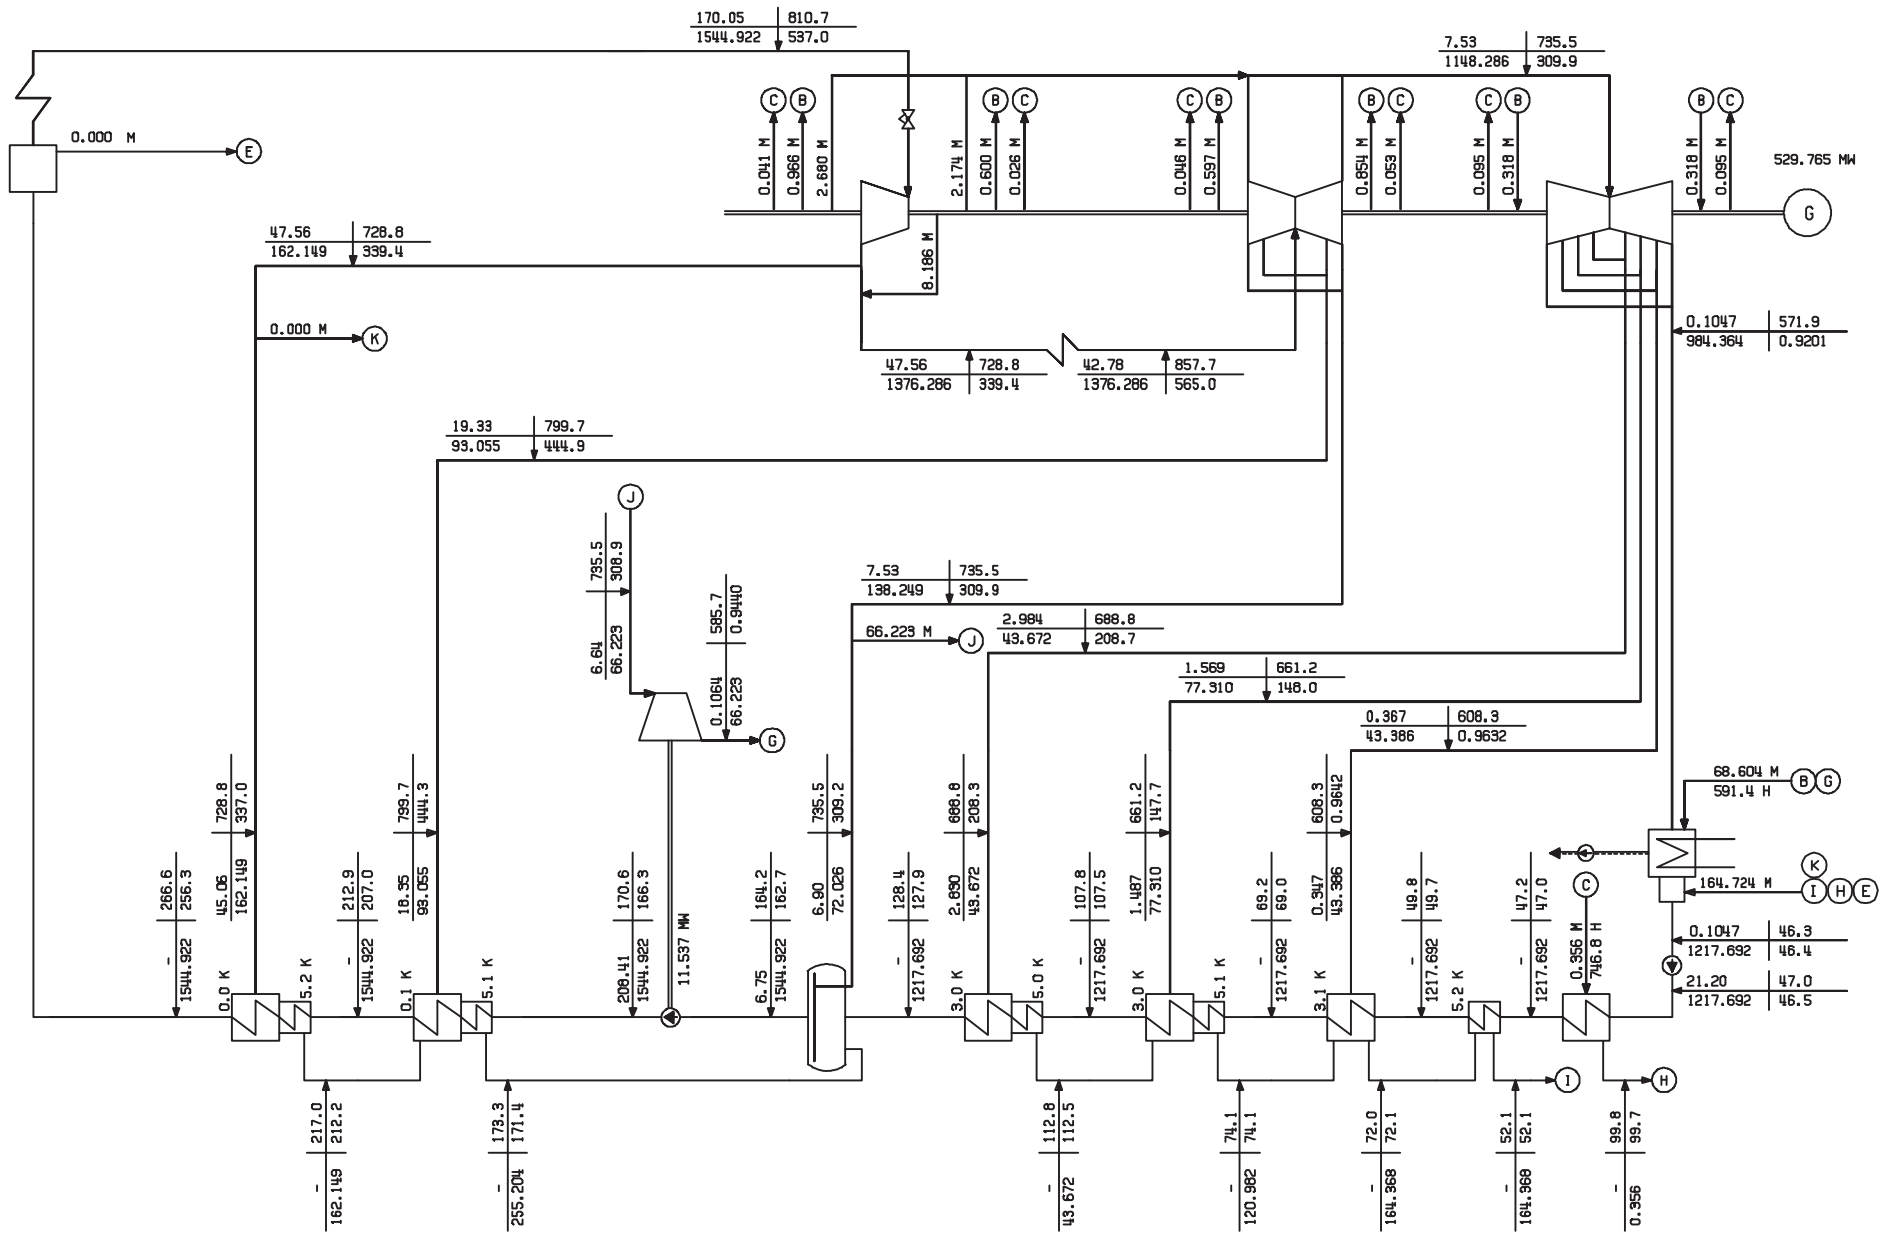 170.05 810.7
1544.922 537.0
7.53 735.5
1148.286 309.9
C B B C C B B C C B B C
0.041 M
0.966 M
2.680 M
2.174 M
0.600 M
0.026 M
0.046 M
0.597 M
0.854 M
0.053 M
0.095 M
0.318 M
0.318 M
0.095 M
0.000 M E
529.765 MW
G
47.56 728.8
162.149 339.4
8.186 M
0.000 M K
0.1047 571.9
984.364 0.9201
47.56 728.8
1376.286 339.4
42.78 857.7
1376.286 565.0
19.33 799.7
93.055 444.9
J
6.64 735.5
66.223 308.9
0.1064 585.7
66.223 0.9440
G
7.53 735.5
138.249 309.9
66.223 M J
2.984 688.8
43.672 208.7
1.569 661.2
77.310 148.0
0.367 608.3
43.386 0.9632
68.604 M B G
591.4 H
K
164.724 M I H E
0.1047 46.3
1217.692 46.4
21.20 47.0
1217.692 46.5
- 266.6
1544.922 256.3
45.06 728.8
162.149 337.0
- 212.9
1544.922 207.0
18.35 799.7
93.055 444.3
208.41 170.6
1544.922 166.3
11.537 MW
6.75 164.2
1544.922 162.7
6.90 735.5
72.026 309.2
- 128.4
1217.692 127.9
2.830 688.8
43.672 208.3
- 107.8
1217.692 107.5
1.487 661.2
77.310 147.7
- 69.2
1217.692 69.0
0.347 608.3
43.386 0.9642
- 49.8
1217.692 49.7
- 47.2
1217.692 47.0
C
0.356 M
746.8 H
0.0 K
5.2 K
0.1 K
5.1 K
3.0 K
5.0 K
3.0 K
5.1 K
3.1 K
5.2 K
I
H
- 217.0
162.149 212.2
- 173.3
255.204 171.4
- 112.8
43.672 112.5
- 74.1
120.982 74.1
- 72.0
164.368 72.1
- 52.1
164.368 52.1
- 99.8
0.356 99.7